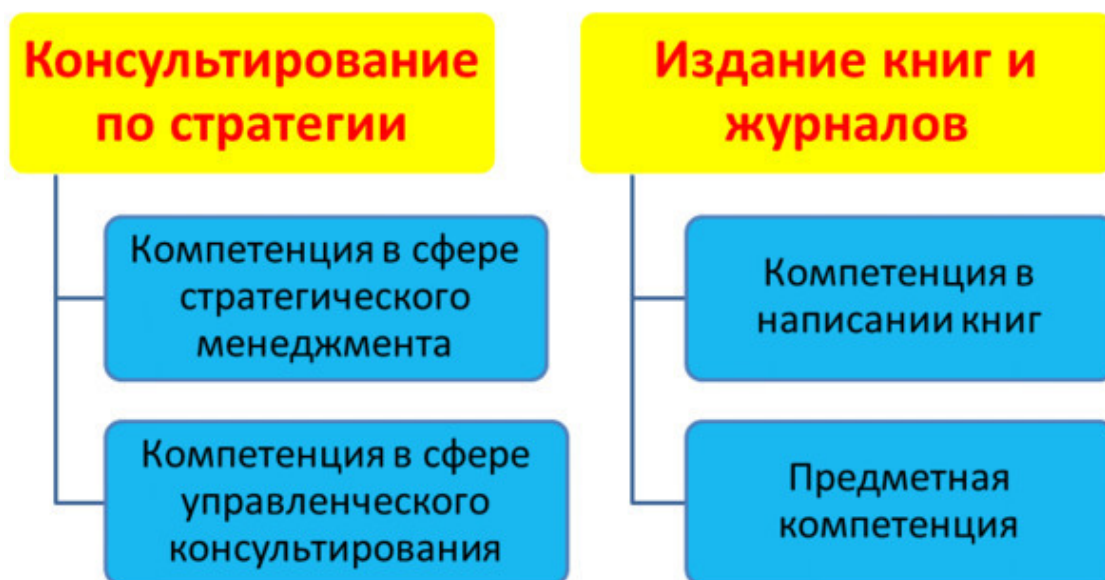 Консультирование
по стратегии
Компетенция в сфере
стратегического
менеджмента
Компетенция в сфере
управленческого
консультирования
Издание книг и
журналов
Компетенция в
написании книг
Предметная
компетенция